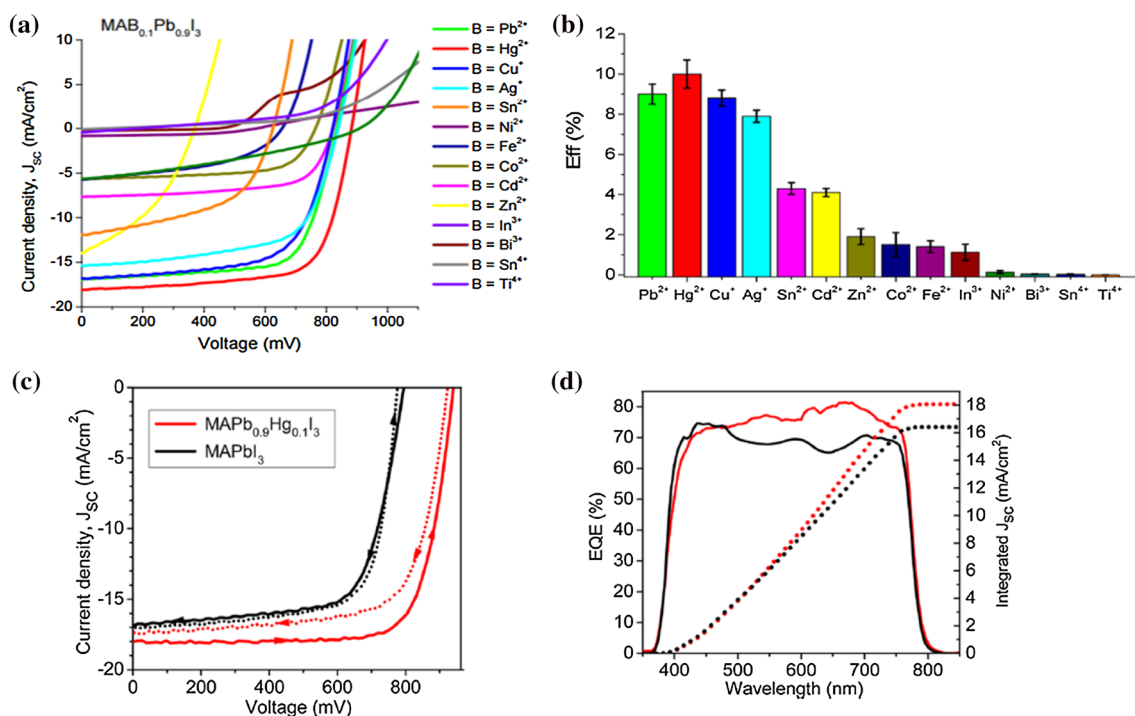 (a)
MAB0.1Pb0.9I3
Current density, JSC (mA/cm2)
10
5
0
-5
-10
-15
-20
0 200 400 600 800 1000
Voltage (mV)
B = Pb2+
B = Hg2+
B = Cu+
B = Ag+
B = Sn2+
B = Ni2+
B = Fe2+
B = Co2+
B = Cd2+
B = Zn2+
B = In3+
B = Bi3+
B = Sn4+
B = Ti4+
(b)
Eff (%)
12
10
8
6
4
2
0
Pb2+ Hg2+ Cu+ Ag+ Sn2+ Cd2+ Zn2+ Co2+ Fe2+ In3+ Ni2+ Bi3+ Sn4+ Ti4+
(c)
Current density, JSC (mA/cm2)
0
-5
-10
-15
-20
MAPb0.9Hg0.1I3
MAPbI3
0 200 400 600 800
Voltage (mV)
(d)
EQE (%)
80
70
60
50
40
30
20
10
0
400 500 600 700 800
Wavelength (nm)
18
16
14
12
10
8
6
4
2
0
Integrated JSC (mA/cm2)